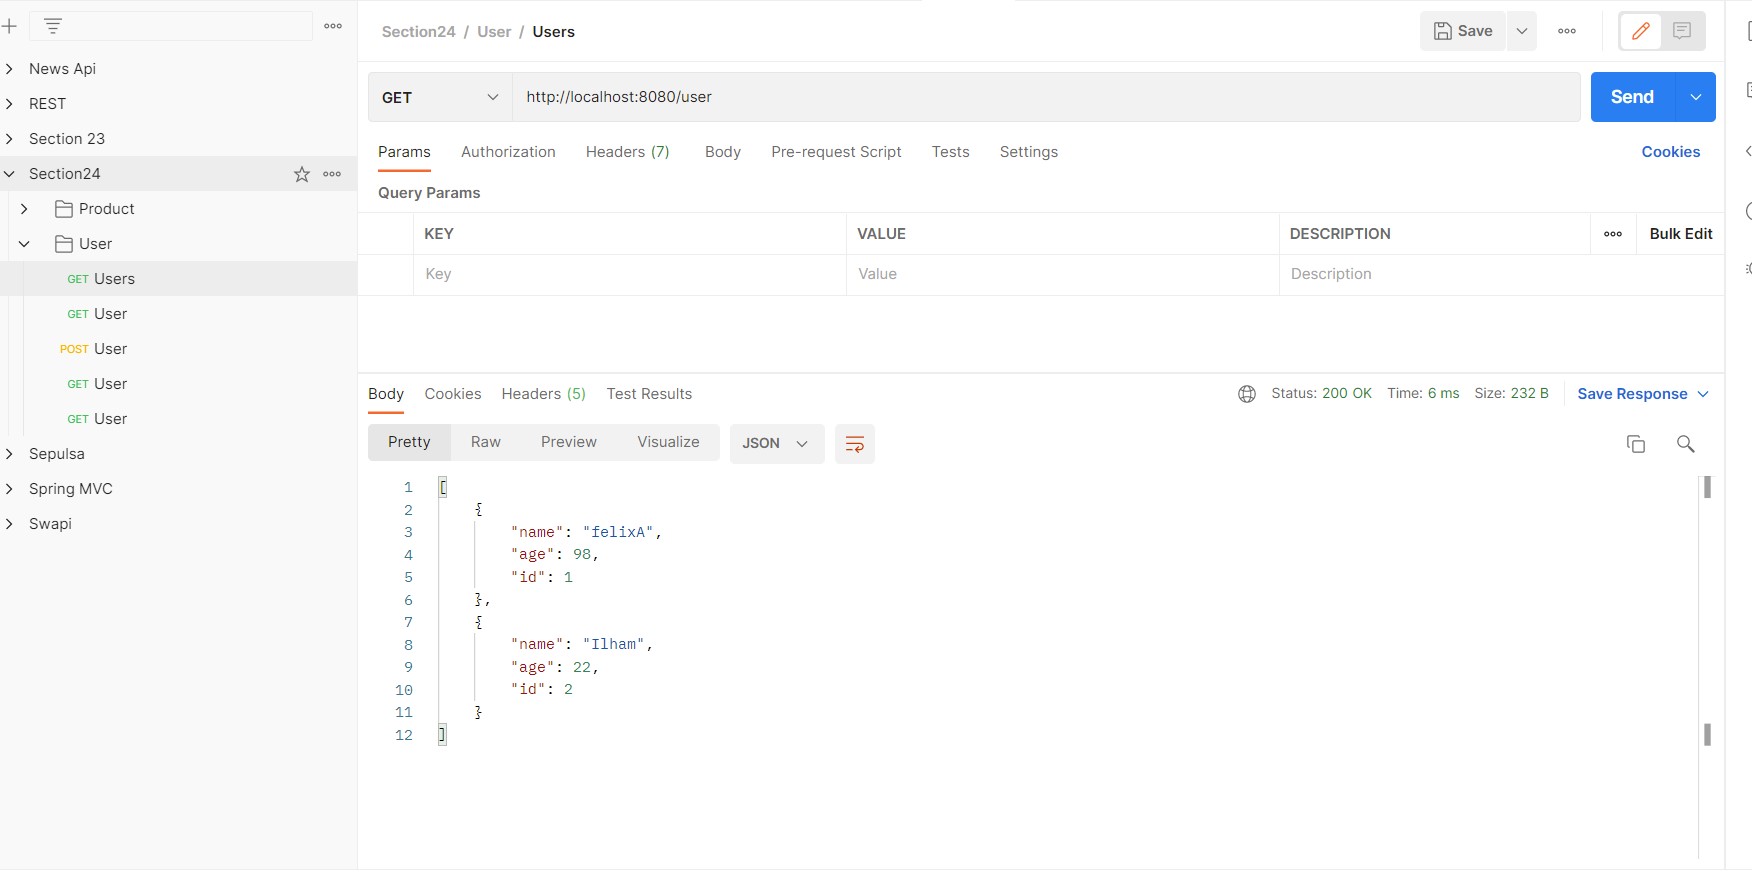 News Api
REST
Section 23
Section24
Product
User
GET Users
GET User
POST User
GET User
GET User
Sepulsa
Spring MVC
Swapi
Section24 / User / Users
Save
GET http://localhost:8080/user
Send
Params Authorization Headers (7) Body Pre-request Script Tests Settings Cookies
Query Params
KEY VALUE DESCRIPTION Bulk Edit
Key Value Description
Body Cookies Headers (5) Test Results Status: 200 OK Time: 6 ms Size: 232 B Save Response
Pretty Raw Preview Visualize JSON
1 [
2 {
3 "name": "felixA",
4 "age": 98,
5 "id": 1
6 },
7 {
8 "name": "Ilham",
9 "age": 22,
10 "id": 2
11 }
12 ]